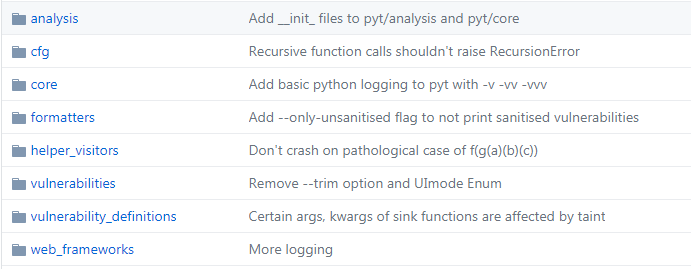 analysis Add __init_ files to pyt/analysis and pyt/core
cfg Recursive function calls shouldn't raise RecursionError
core Add basic python logging to pyt with -v -vv -vvv
formatters Add --only-unsanitised flag to not print sanitised vulnerabilities
helper_visitors Don't crash on pathological case of f(g(a)(b)(c))
vulnerabilities Remove --trim option and UImode Enum
vulnerability_definitions Certain args, kwargs of sink functions are affected by taint
web_frameworks More logging